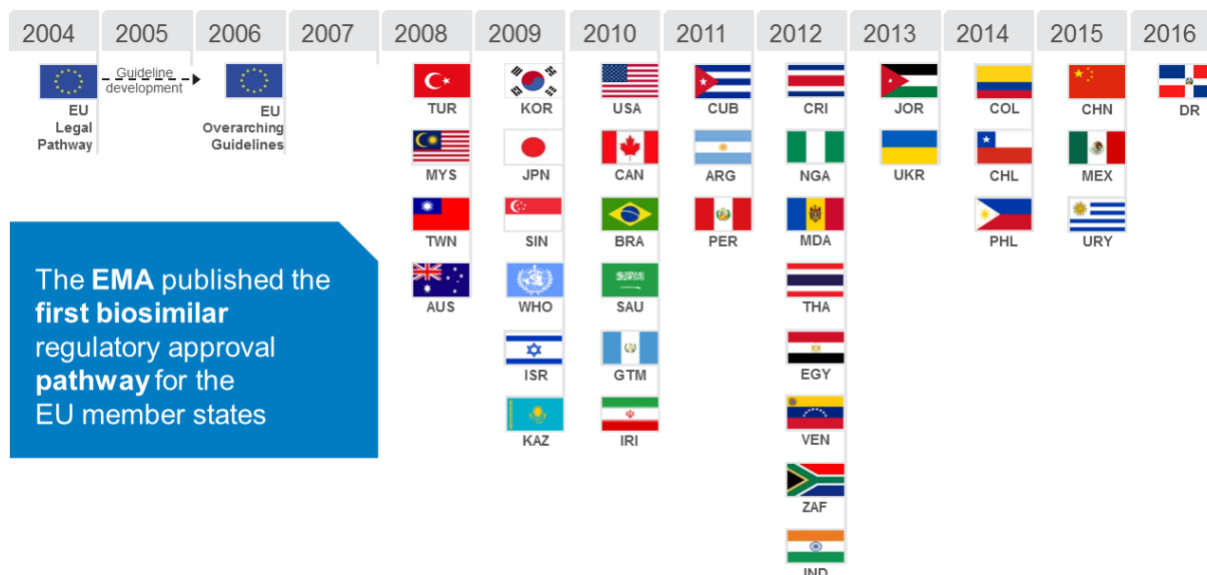 2004 2005 2006 2007 2008 2009 2010 2011 2012 2013 2014 2015 2016
EU
Legal
Pathway
Guideline
development
EU
Overarching
Guidelines
TUR KOR USA CUB CRI JOR COL CHN DR
MYS JPN CAN ARG NGA UKR CHL MEX
TWN SIN BRA PER MDA PHL URY
AUS WHO SAU THA
ISR GTM EGY
KAZ IRI VEN
ZAF
IND
The EMA published the
first biosimilar
regulatory approval
pathway for the
EU member states